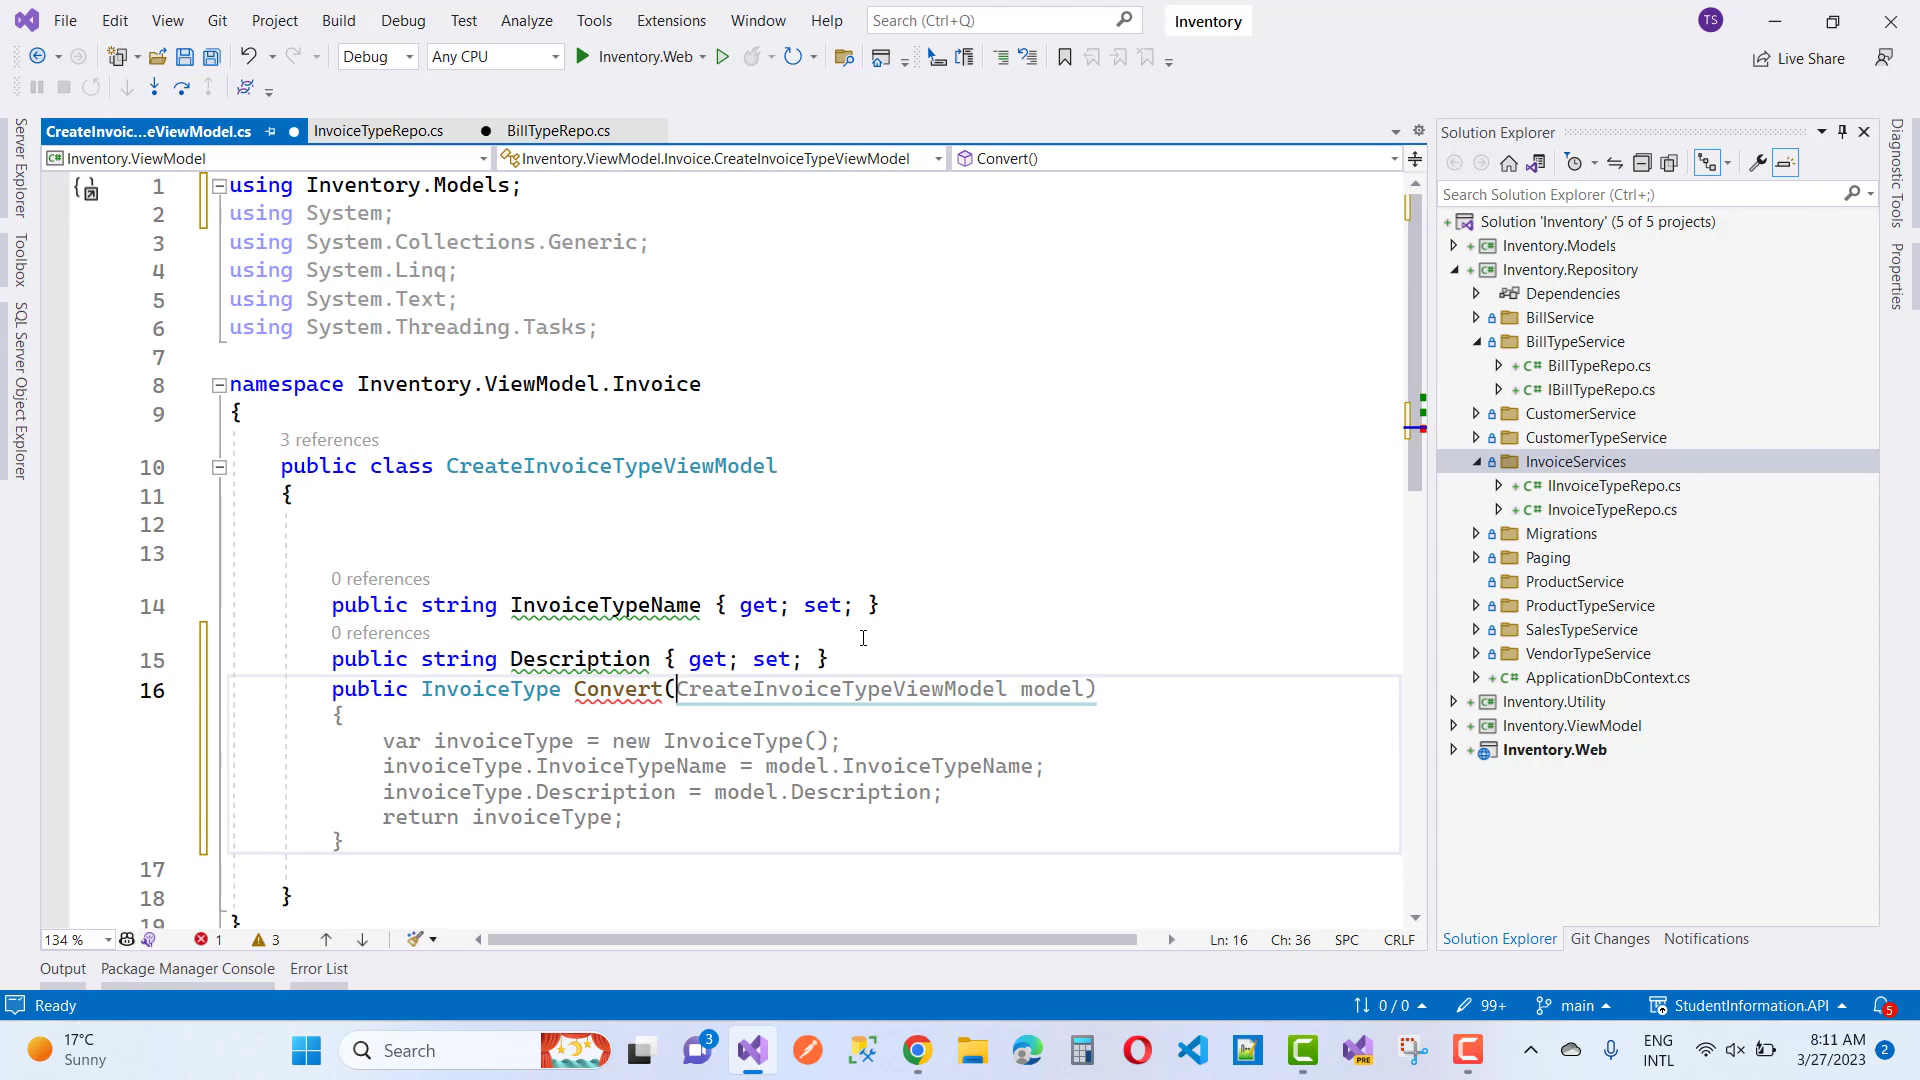 File Edit View Git Project Build Debug Test Analyze Tools Extensions Window Help Search (Ctrl+Q) Inventory TS
Debug Any CPU Inventory.Web Live Share
CreateInvoic...eViewModel.cs InvoiceTypeRepo.cs BillTypeRepo.cs
Inventory.ViewModel Inventory.ViewModel.Invoice.CreateInvoiceTypeViewModel Convert()
Server Explorer
Toolbox
SQL Server Object Explorer
1 using Inventory.Models;
2 using System;
3 using System.Collections.Generic;
4 using System.Linq;
5 using System.Text;
6 using System.Threading.Tasks;
7
8 namespace Inventory.ViewModel.Invoice
9 {
3 references
10 public class CreateInvoiceTypeViewModel
11 {
12
13
0 references
14 public string InvoiceTypeName { get; set; }
0 references
15 public string Description { get; set; }
16 public InvoiceType Convert(CreateInvoiceTypeViewModel model)
{
var invoiceType = new InvoiceType();
invoiceType.InvoiceTypeName = model.InvoiceTypeName;
invoiceType.Description = model.Description;
return invoiceType;
}
17
18 }
19 }
134 % 1 3 Ln: 16 Ch: 36 SPC CRLF
Solution Explorer
Search Solution Explorer (Ctrl+;)
Solution 'Inventory' (5 of 5 projects)
Inventory.Models
Inventory.Repository
Dependencies
BillService
BillTypeService
BillTypeRepo.cs
IBillTypeRepo.cs
CustomerService
CustomerTypeService
InvoiceServices
IInvoiceTypeRepo.cs
InvoiceTypeRepo.cs
Migrations
Paging
ProductService
ProductTypeService
SalesTypeService
VendorTypeService
ApplicationDbContext.cs
Inventory.Utility
Inventory.ViewModel
Inventory.Web
Solution Explorer Git Changes Notifications
Diagnostic Tools
Properties
Output Package Manager Console Error List
Ready 0 / 0 99+ main StudentInformation.API 5
17°C
Sunny
Search
3
PRE
ENG
INTL
8:11 AM
3/27/2023
2